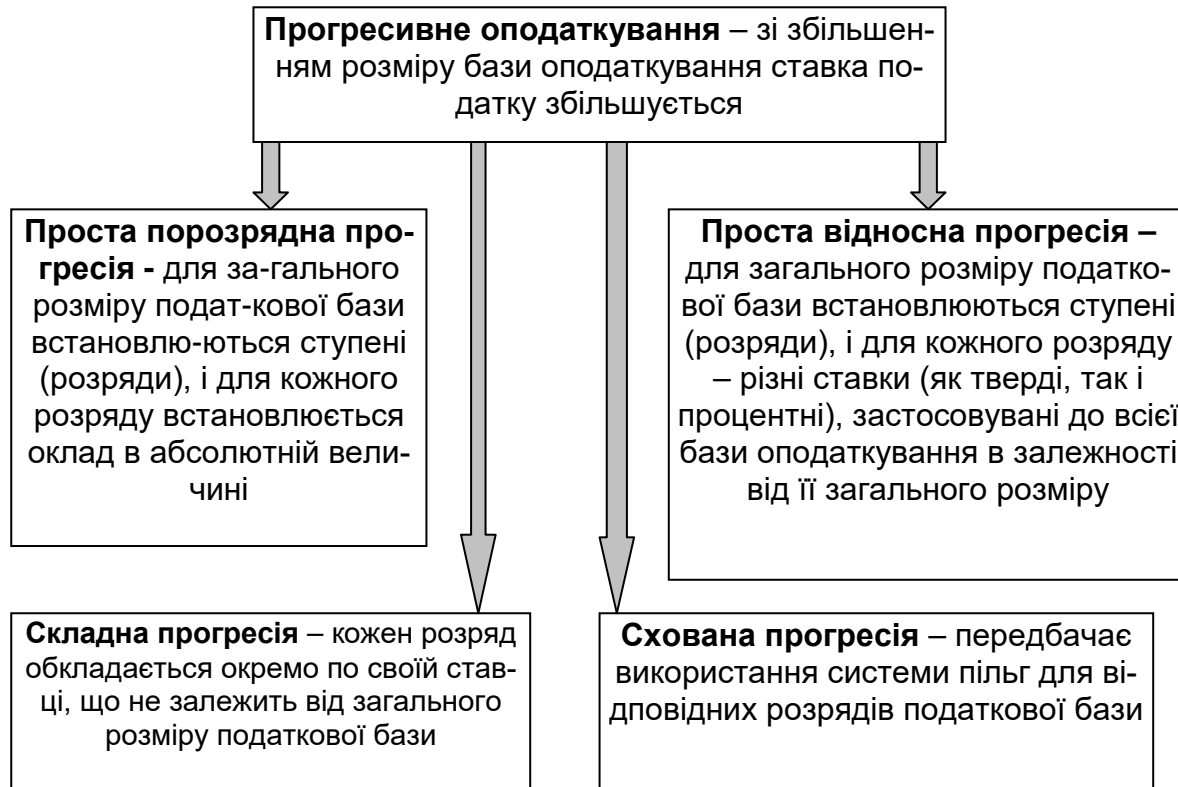 Прогресивне оподаткування – зі збільшен-
ням розміру бази оподаткування ставка по-
датку збільшується
Проста порозрядна про-
гресія - для за-гального
розміру подат-кової бази
встановлю-ються ступені
(розряди), і для кожного
розряду встановлюється
оклад в абсолютній вели-
чині
Проста відносна прогресія –
для загального розміру податко-
вої бази встановлюються ступені
(розряди), і для кожного розряду
– різні ставки (як тверді, так і
процентні), застосовувані до всієї
бази оподаткування в залежності
від її загального розміру
Складна прогресія – кожен розряд
обкладається окремо по своїй став-
ці, що не залежить від загального
розміру податкової бази
Схована прогресія – передбачає
використання системи пільг для ві-
дповідних розрядів податкової бази